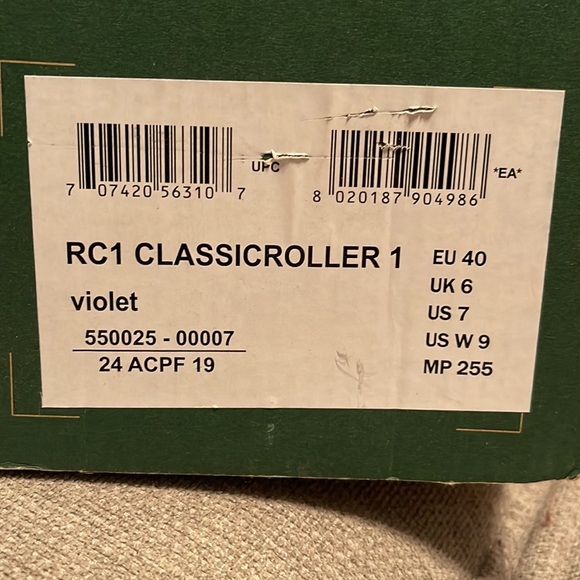 7 07420 56310 7 UPC
8 020187 904986 *EA*
RC1 CLASSICROLLER 1
violet
550025 - 00007
24 ACPF 19
EU 40
UK 6
US 7
US W 9
MP 255